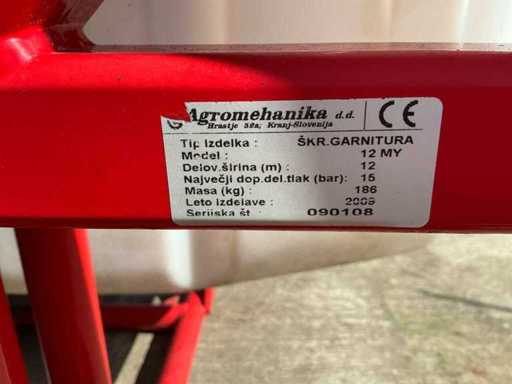 Agromehanika d.d. CE
Hrastje 52a, Kranj-Slovenija
Tip izdelka : ŠKR.GARNITURA
Model : 12 MY
Delov.širina (m) : 12
Največji dop.del.tlak (bar): 15
Masa (kg) : 186
Leto izdelave : 2009
Serijska št : 090108